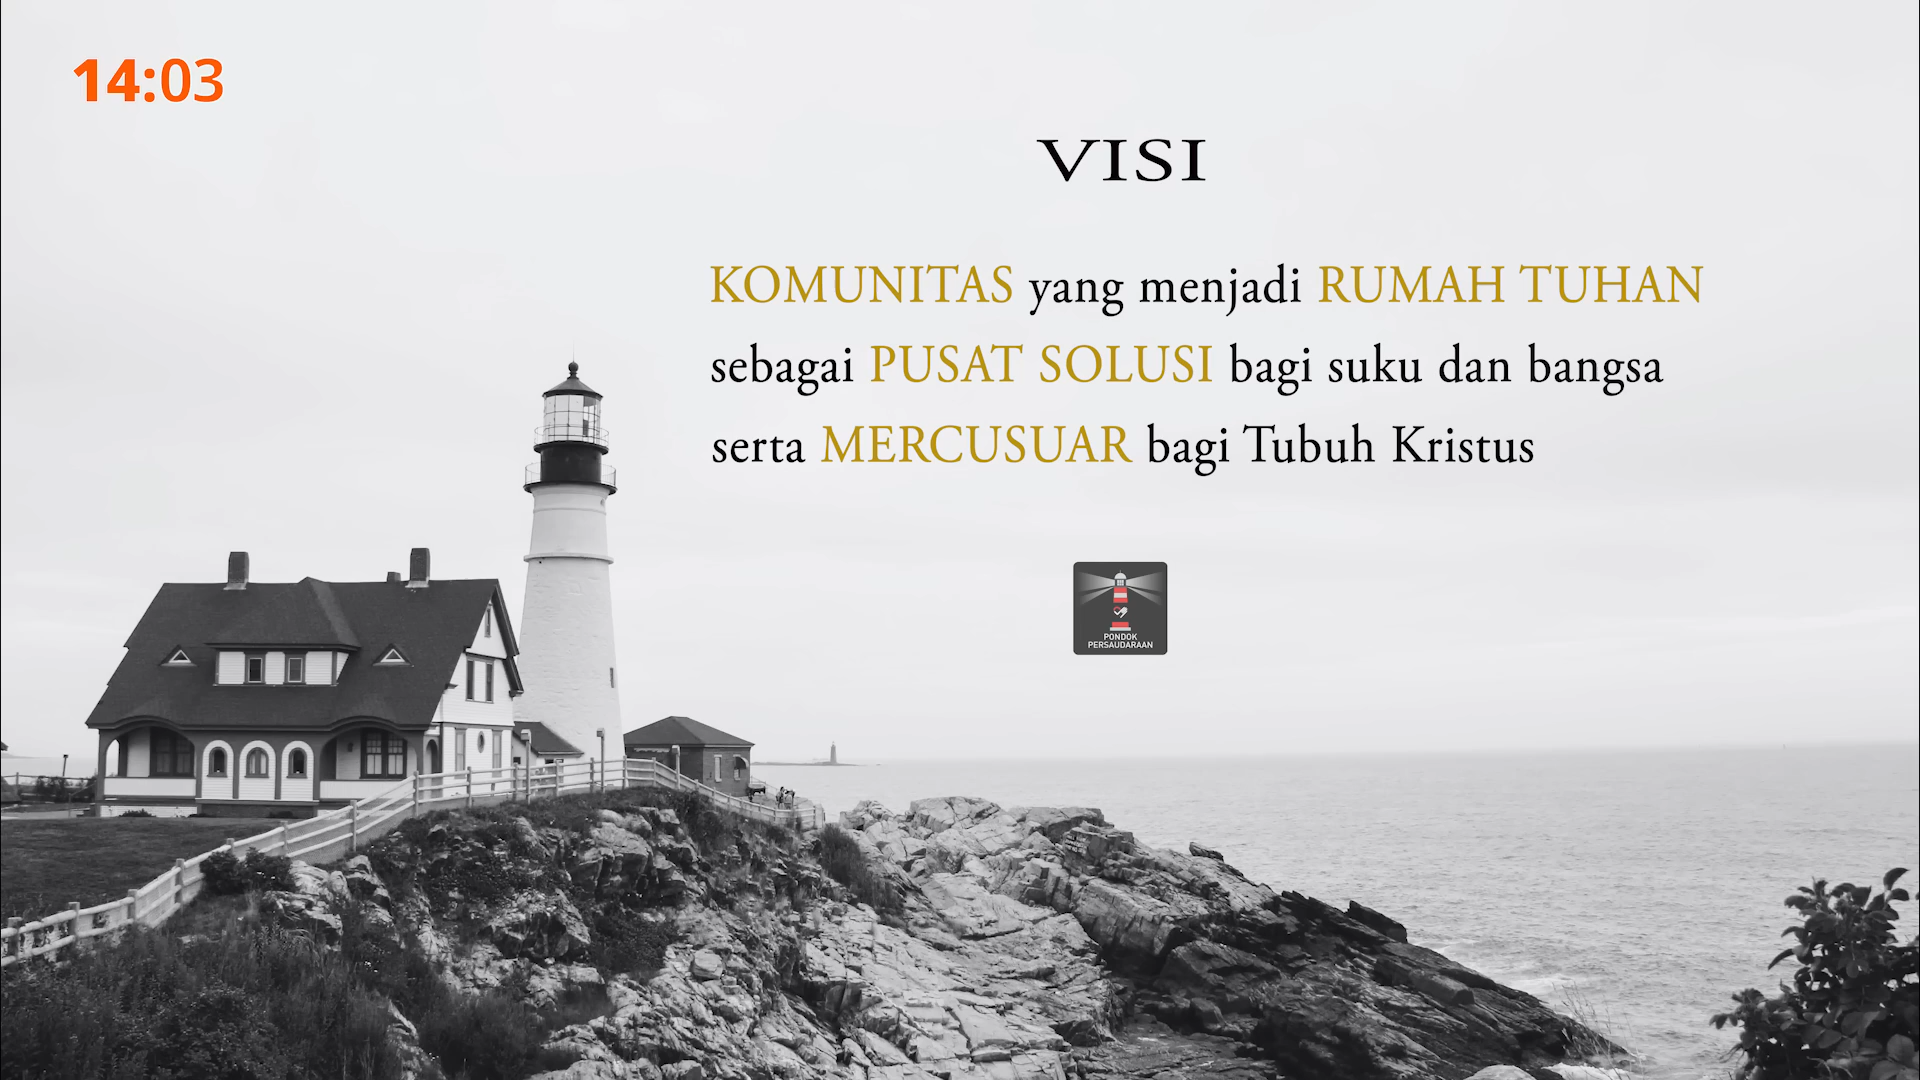 14:03
VISI
KOMUNITAS yang menjadi RUMAH TUHAN
sebagai PUSAT SOLUSI bagi suku dan bangsa
serta MERCUSUAR bagi Tubuh Kristus
PONDOK
PERSAUDARAAN